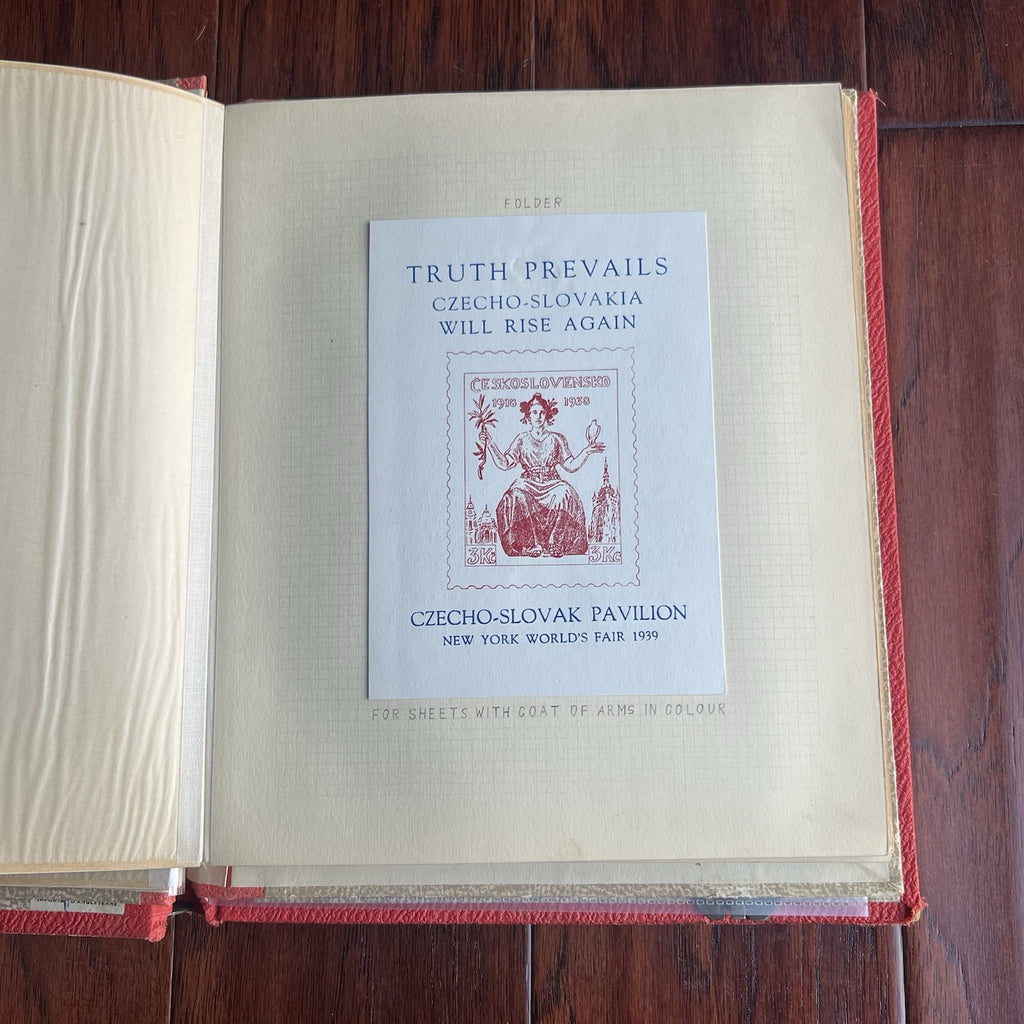 FOLDER
TRUTH PREVAILS
CZECHO-SLOVAKIA
WILL RISE AGAIN
ČESKOSLOVENSKO
1918 1938
3Kč 3Kč
CZECHO-SLOVAK PAVILION
NEW YORK WORLD'S FAIR 1939
FOR SHEETS WITH COAT OF ARMS IN COLOUR
D'ANGLETERRE